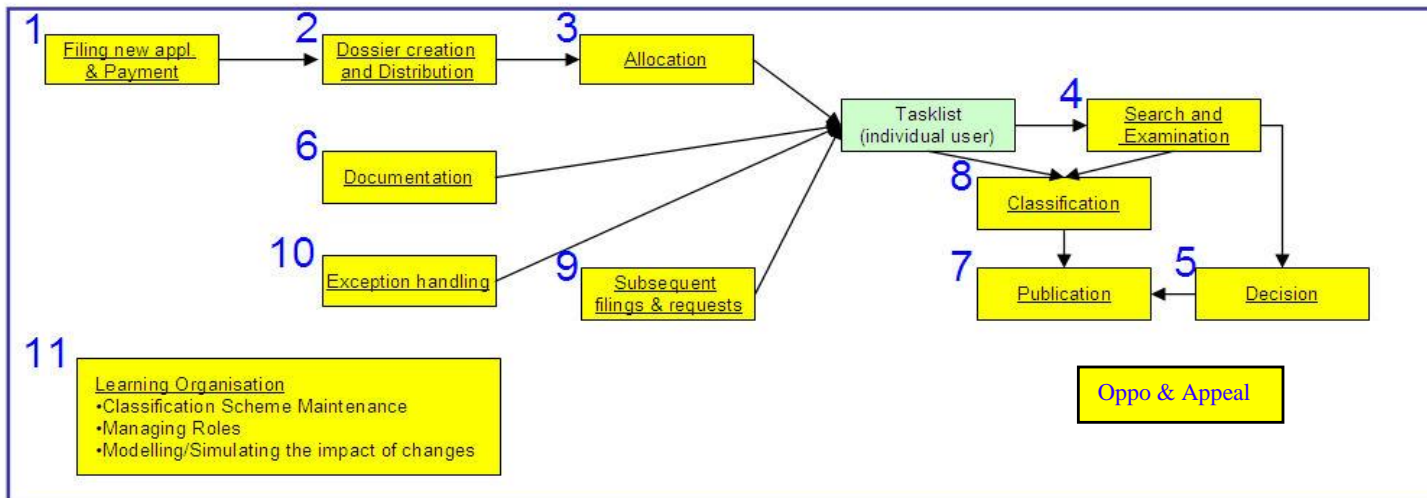 1
Filing new appl.
& Payment
2
Dossier creation
and Distribution
3
Allocation
Tasklist
(individual user)
4
Search and
Examination
6
Documentation
8
Classification
10
Exception handling
9
Subsequent
filings & requests
7
Publication
5
Decision
11
Learning Organisation
•Classification Scheme Maintenance
•Managing Roles
•Modelling/Simulating the impact of changes
Oppo & Appeal